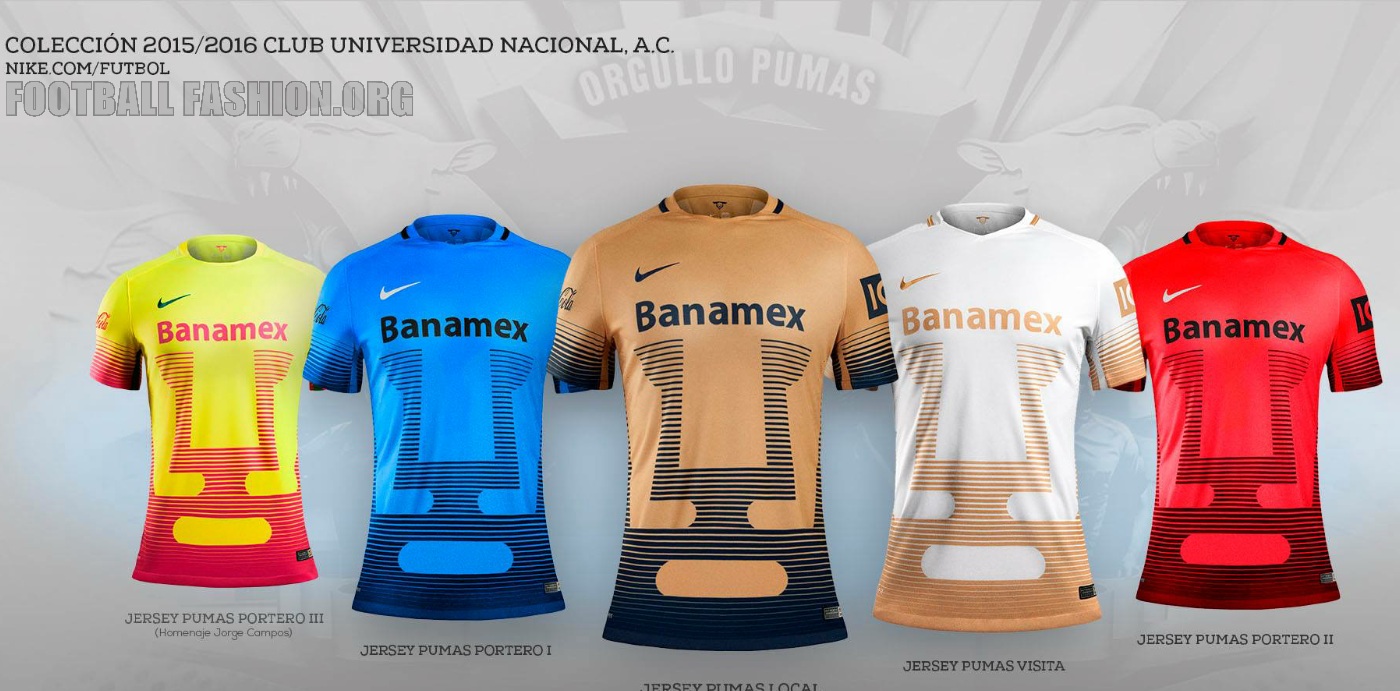 COLECCIÓN 2015/2016 CLUB UNIVERSIDAD NACIONAL, A.C.
NIKE.COM/FUTBOL
FOOTBALL FASHION.ORG
ORGULLO PUMAS
Banamex
Banamex
Banamex
Banamex
Banamex
JERSEY PUMAS PORTERO III
(Homenaje Jorge Campos)
JERSEY PUMAS PORTERO I
JERSEY PUMAS LOCAL
JERSEY PUMAS VISITA
JERSEY PUMAS PORTERO II